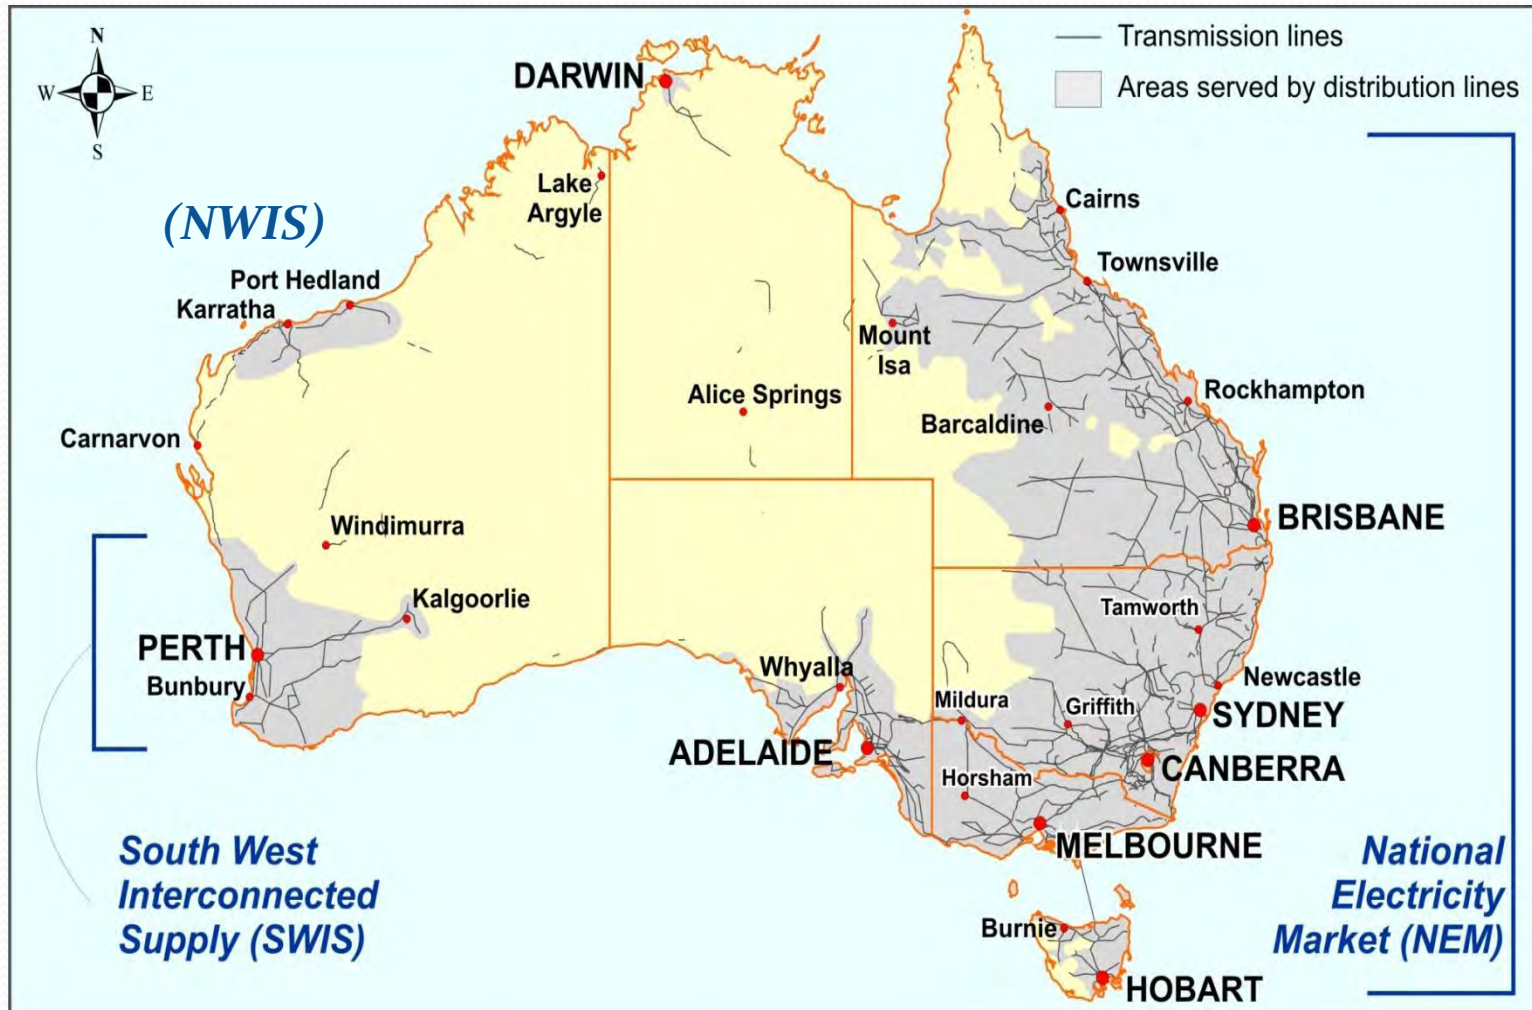 N
W
E
S
Transmission lines
Areas served by distribution lines
DARWIN
Lake
Argyle
(NWIS)
Port Hedland
Karratha
Cairns
Townsville
Mount
Isa
Alice Springs
Barcaldine
Rockhampton
Carnarvon
Windimurra
BRISBANE
Kalgoorlie
Tamworth
PERTH
Bunbury
Whyalla
Mildura
Griffith
Newcastle
SYDNEY
ADELAIDE
Horsham
CANBERRA
MELBOURNE
South West
Interconnected
Supply (SWIS)
National
Electricity
Market (NEM)
Burnie
HOBART